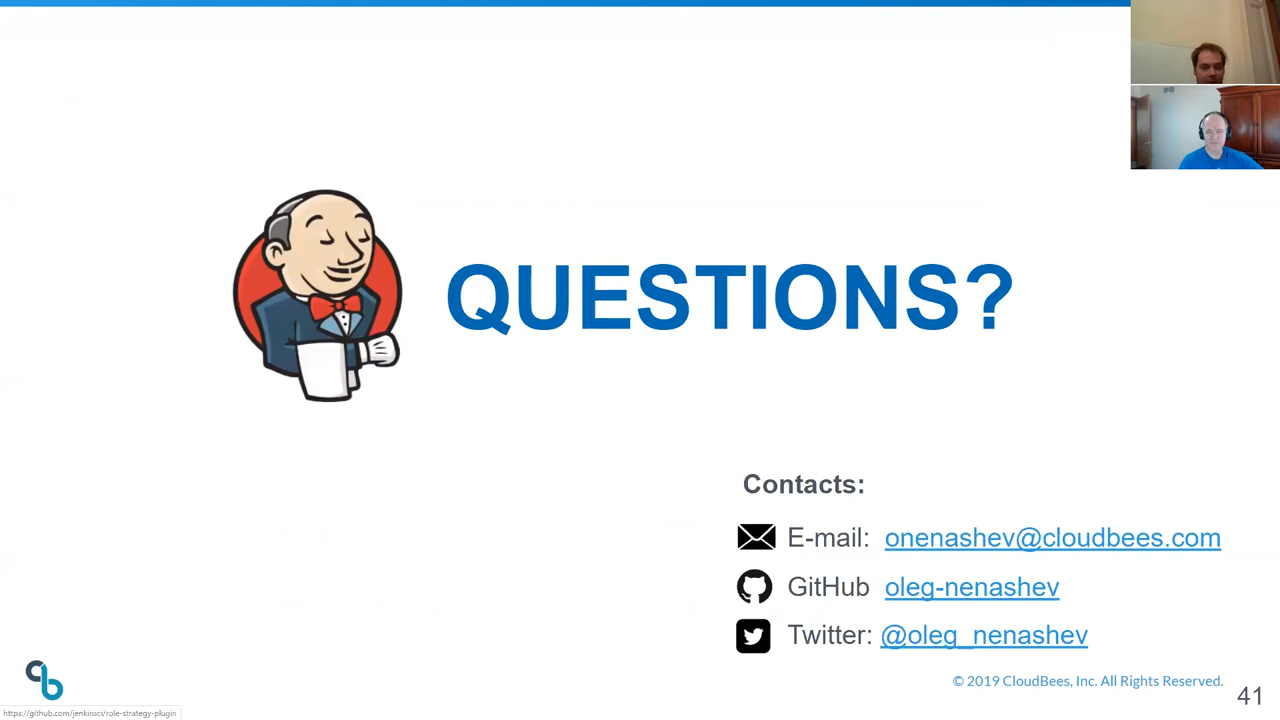 QUESTIONS?
Contacts:
E-mail: onenashev@cloudbees.com
GitHub oleg-nenashev
Twitter: @oleg_nenashev
© 2019 CloudBees, Inc. All Rights Reserved.
41
https://github.com/jenkinsci/role-strategy-plugin